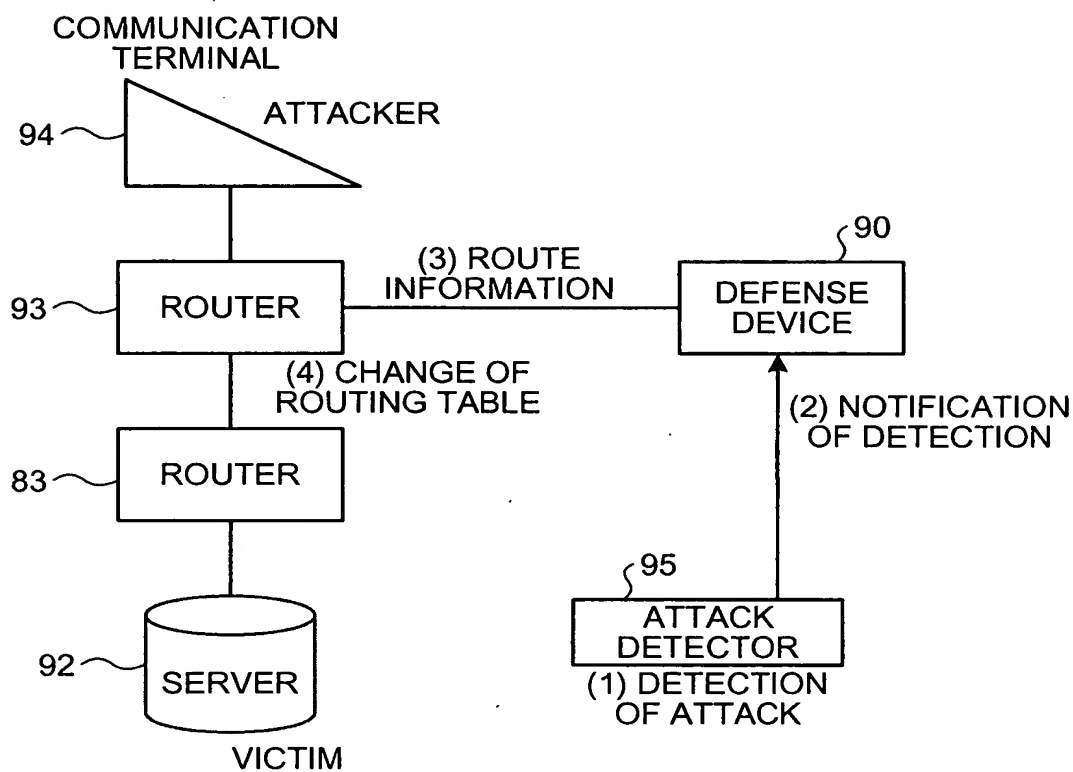 COMMUNICATION
TERMINAL
94
ATTACKER
90
(3) ROUTE
INFORMATION
93
ROUTER
DEFENSE
DEVICE
(4) CHANGE OF
ROUTING TABLE
(2) NOTIFICATION
OF DETECTION
83
ROUTER
95
ATTACK
DETECTOR
92
SERVER
(1) DETECTION
OF ATTACK
VICTIM